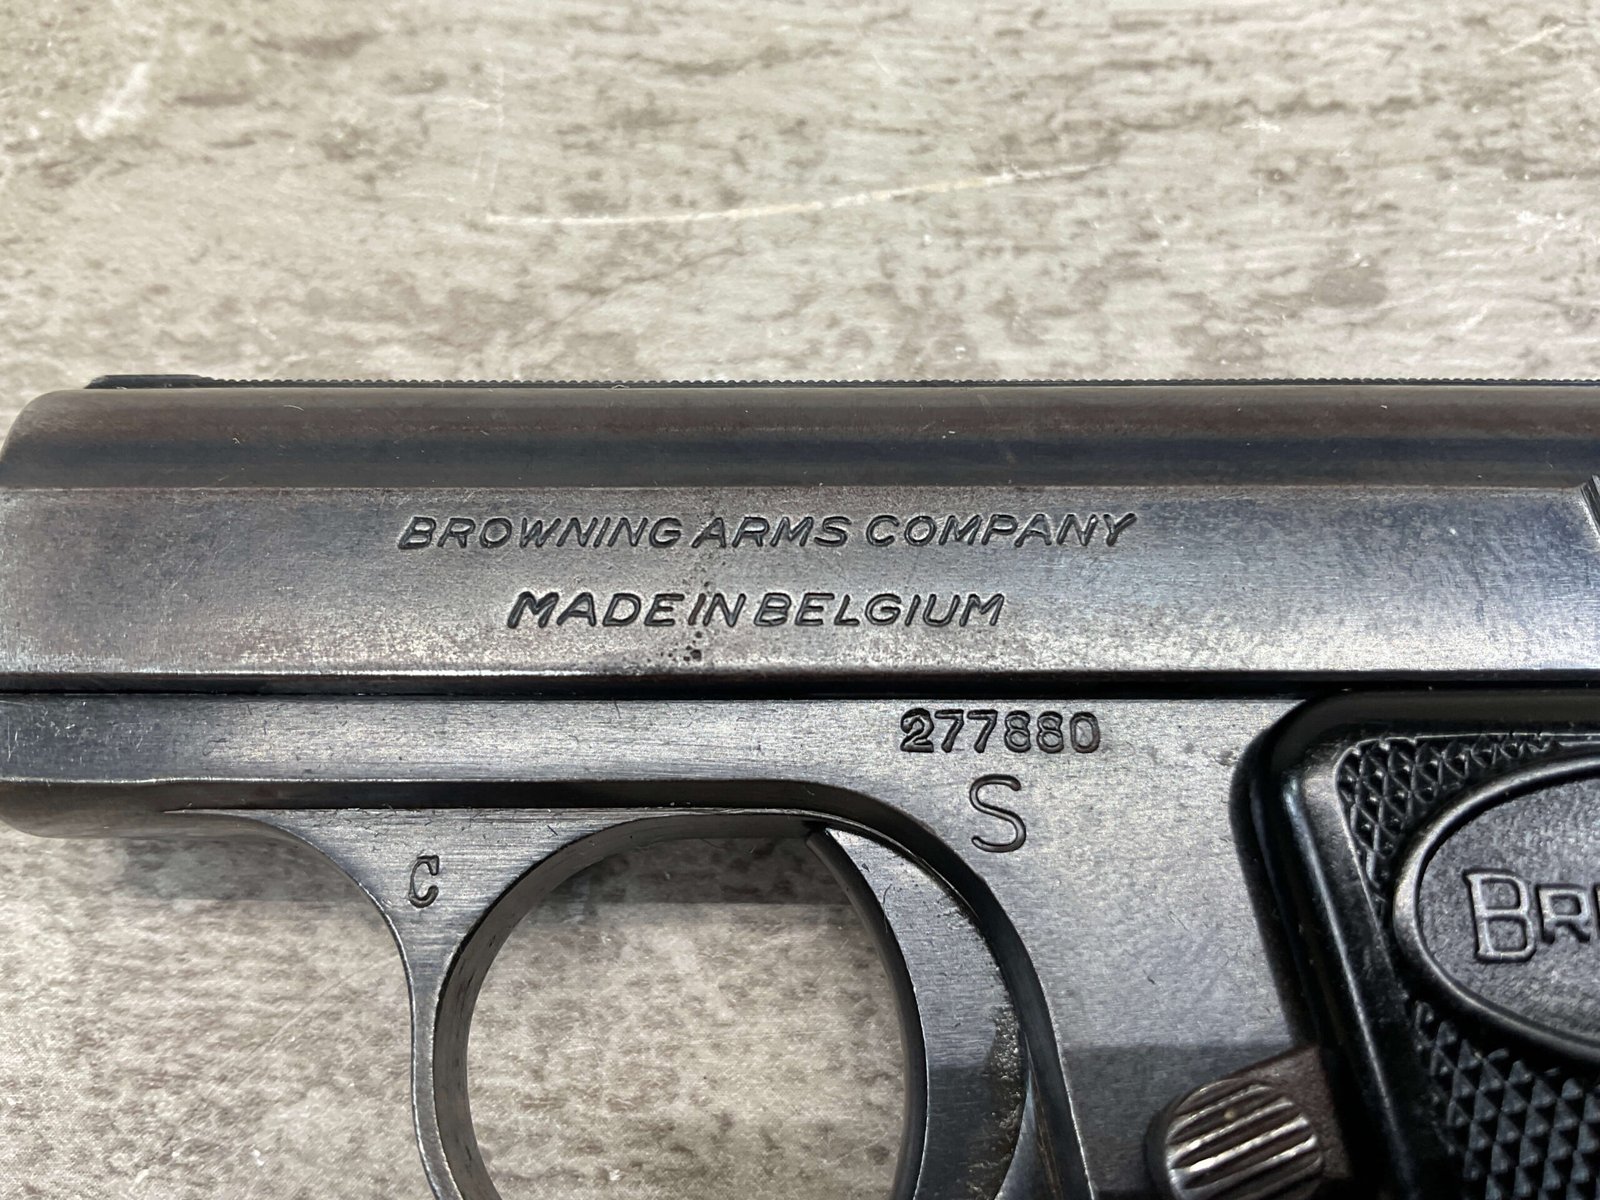 BROWNING ARMS COMPANY
MADE IN BELGIUM
277880
S
C